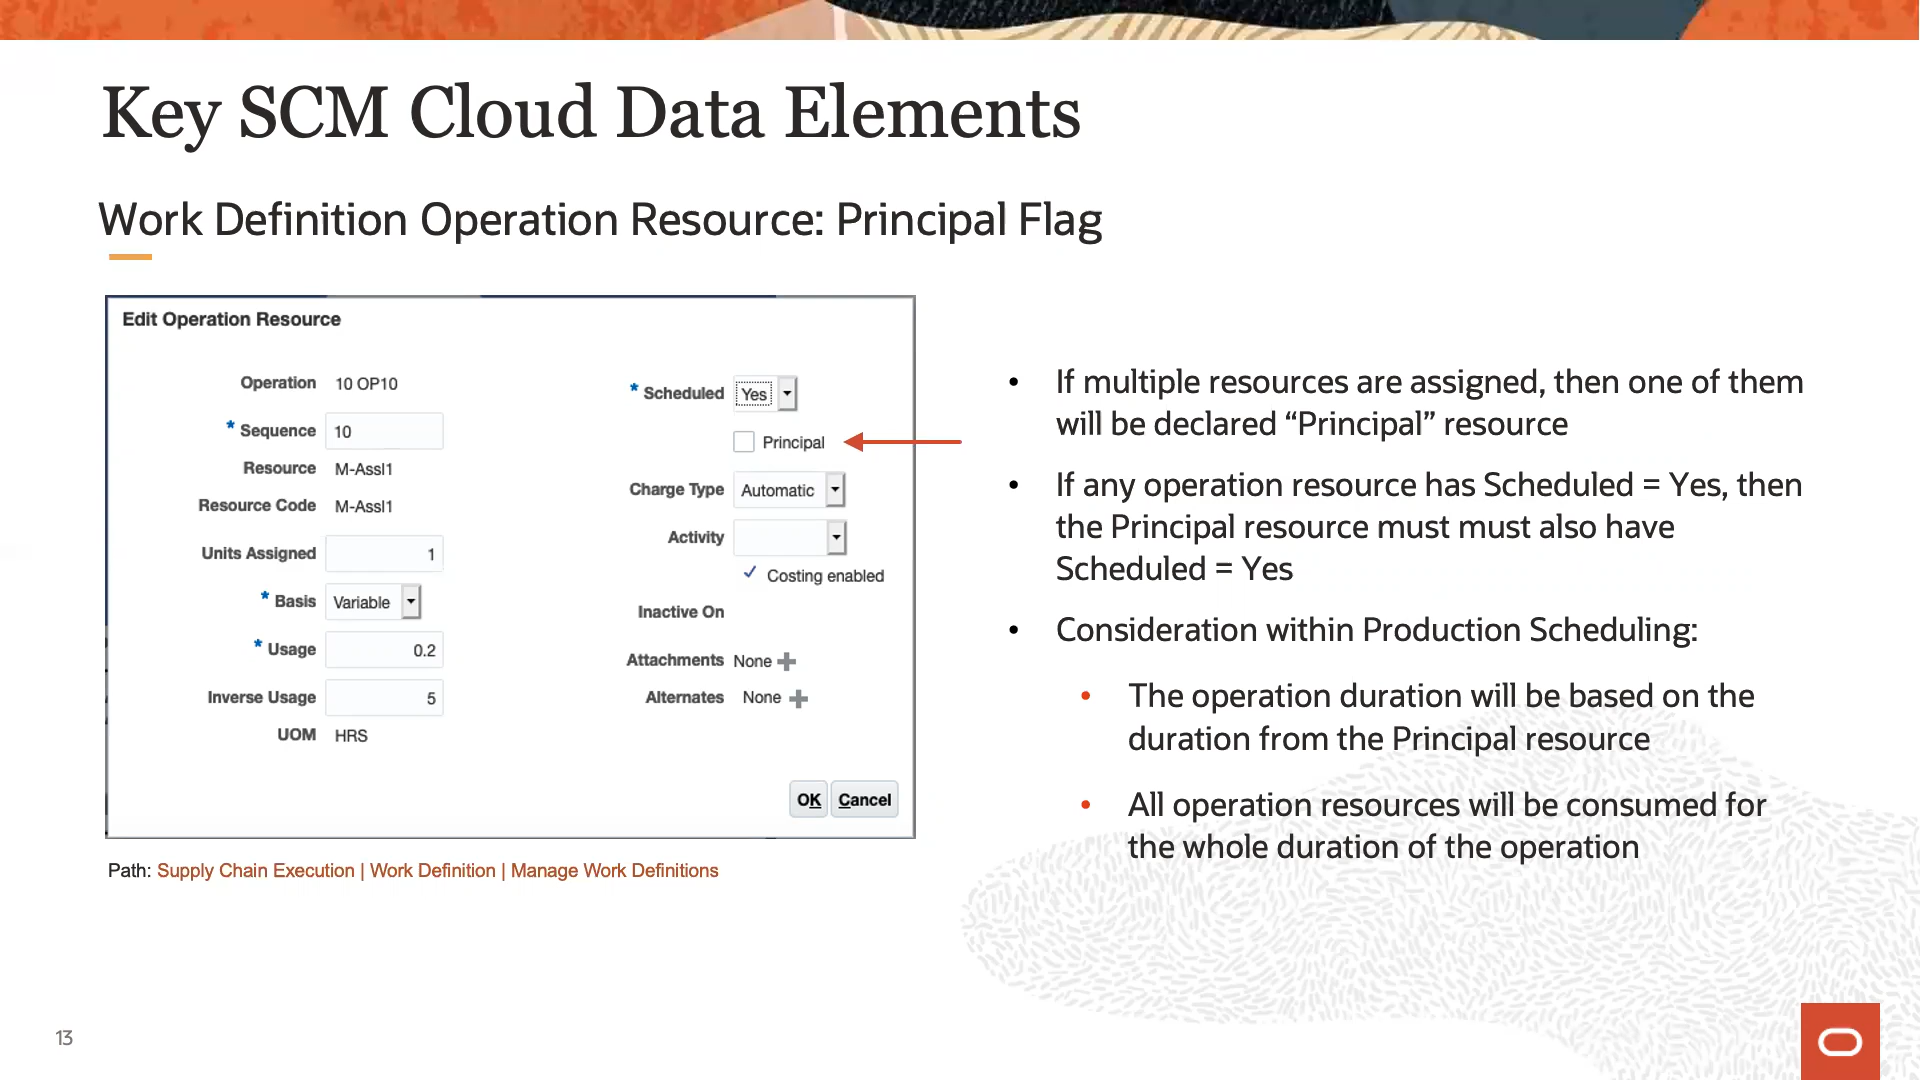 Key SCM Cloud Data Elements
Work Definition Operation Resource: Principal Flag
Edit Operation Resource
Operation 10 OP10
* Sequence 10
Resource M-Assl1
Resource Code M-Assl1
Units Assigned 1
* Basis Variable
* Usage 0.2
Inverse Usage 5
UOM HRS
* Scheduled Yes
Principal
Charge Type Automatic
Activity
Costing enabled
Inactive On
Attachments None
Alternates None
OK Cancel
Path: Supply Chain Execution | Work Definition | Manage Work Definitions
• If multiple resources are assigned, then one of them
will be declared “Principal” resource
• If any operation resource has Scheduled = Yes, then
the Principal resource must must also have
Scheduled = Yes
• Consideration within Production Scheduling:
• The operation duration will be based on the
duration from the Principal resource
• All operation resources will be consumed for
the whole duration of the operation
13